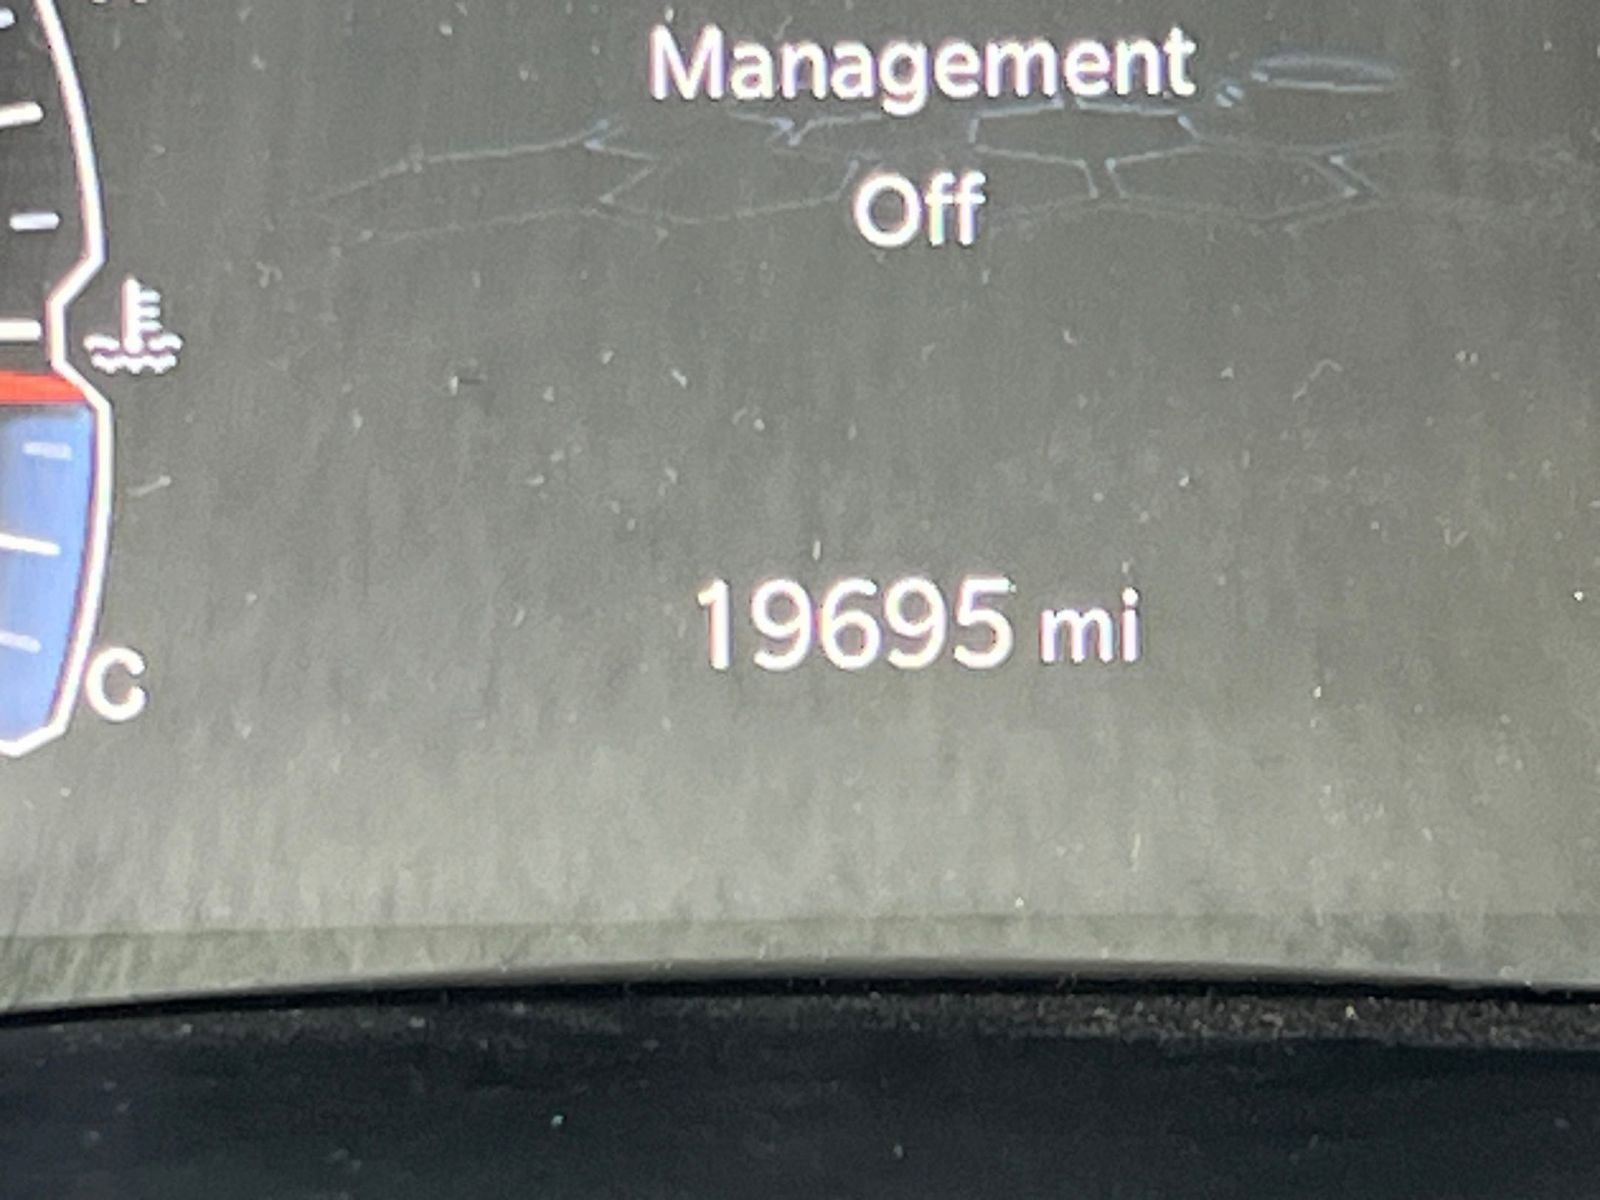 Management
Off
19695 mi
C